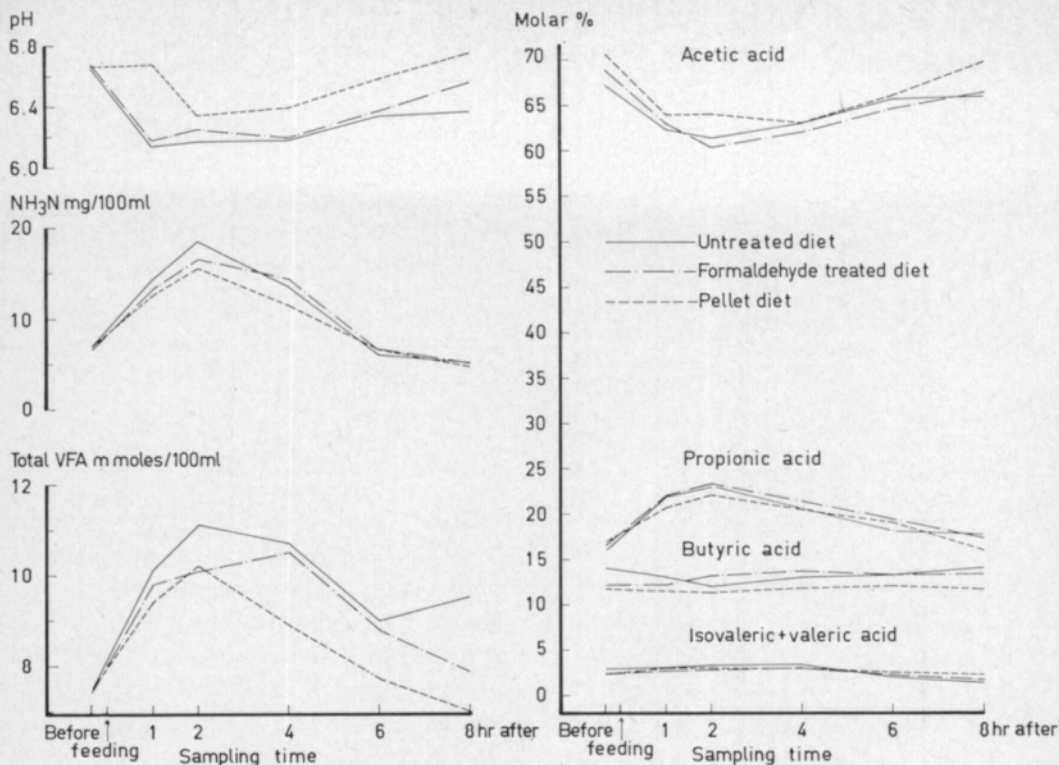 pH
6.8
6.4
6.0
NH₃N mg/100ml
20
10
0
Total VFA m moles/100ml
12
10
8
Before feeding
1 2 4 6 8 hr after
Sampling time
Molar %
70
65
60
55
50
45
40
35
30
25
20
15
10
5
0
Acetic acid
Untreated diet
Formaldehyde treated diet
Pellet diet
Propionic acid
Butyric acid
Isovaleric+valeric acid
Before feeding
1 2 4 6 8 hr after
Sampling time